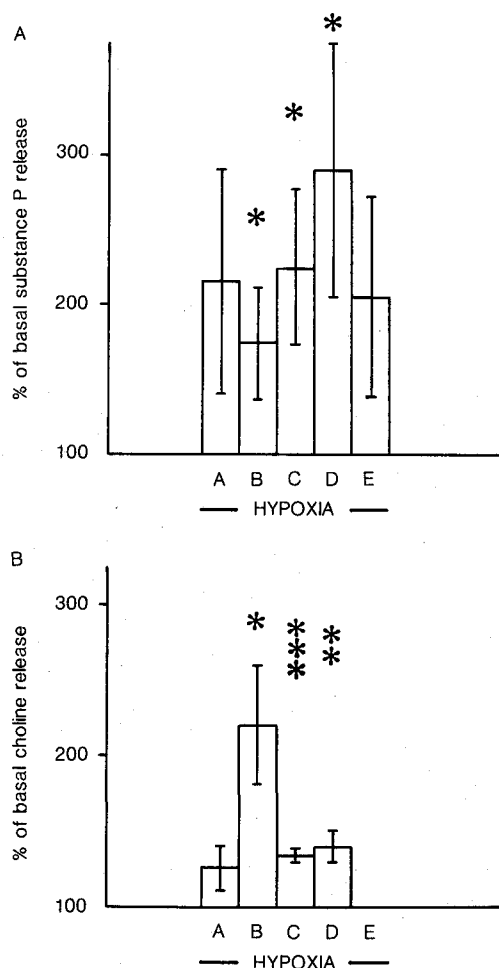 A
% of basal substance P release
300
200
100
A B C D E
HYPOXIA
B
% of basal choline release
300
200
100
A B C D E
HYPOXIA